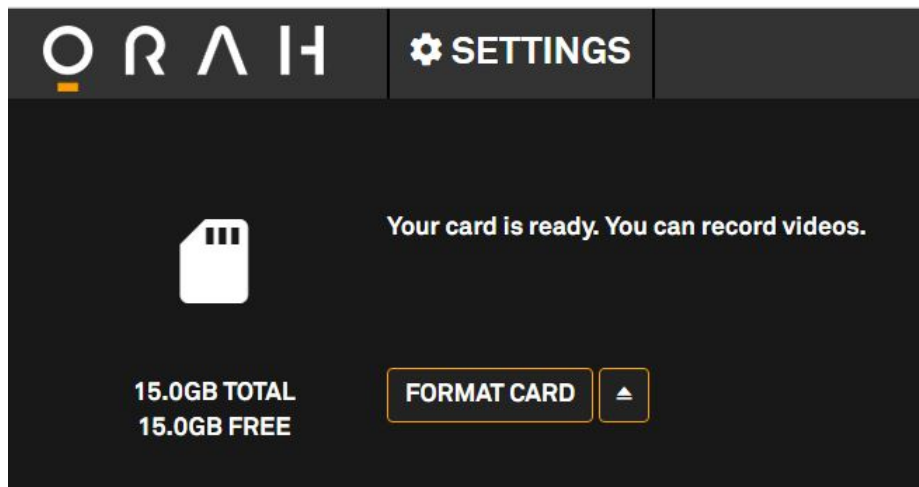 ORAH
SETTINGS
Your card is ready. You can record videos.
15.0GB TOTAL
15.0GB FREE
FORMAT CARD